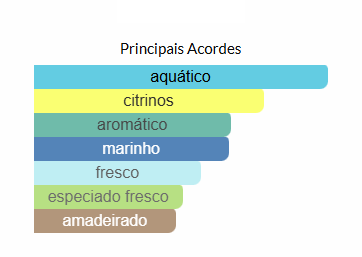 Principais Acordes
aquático
citrinos
aromático
marinho
fresco
especiado fresco
amadeirado